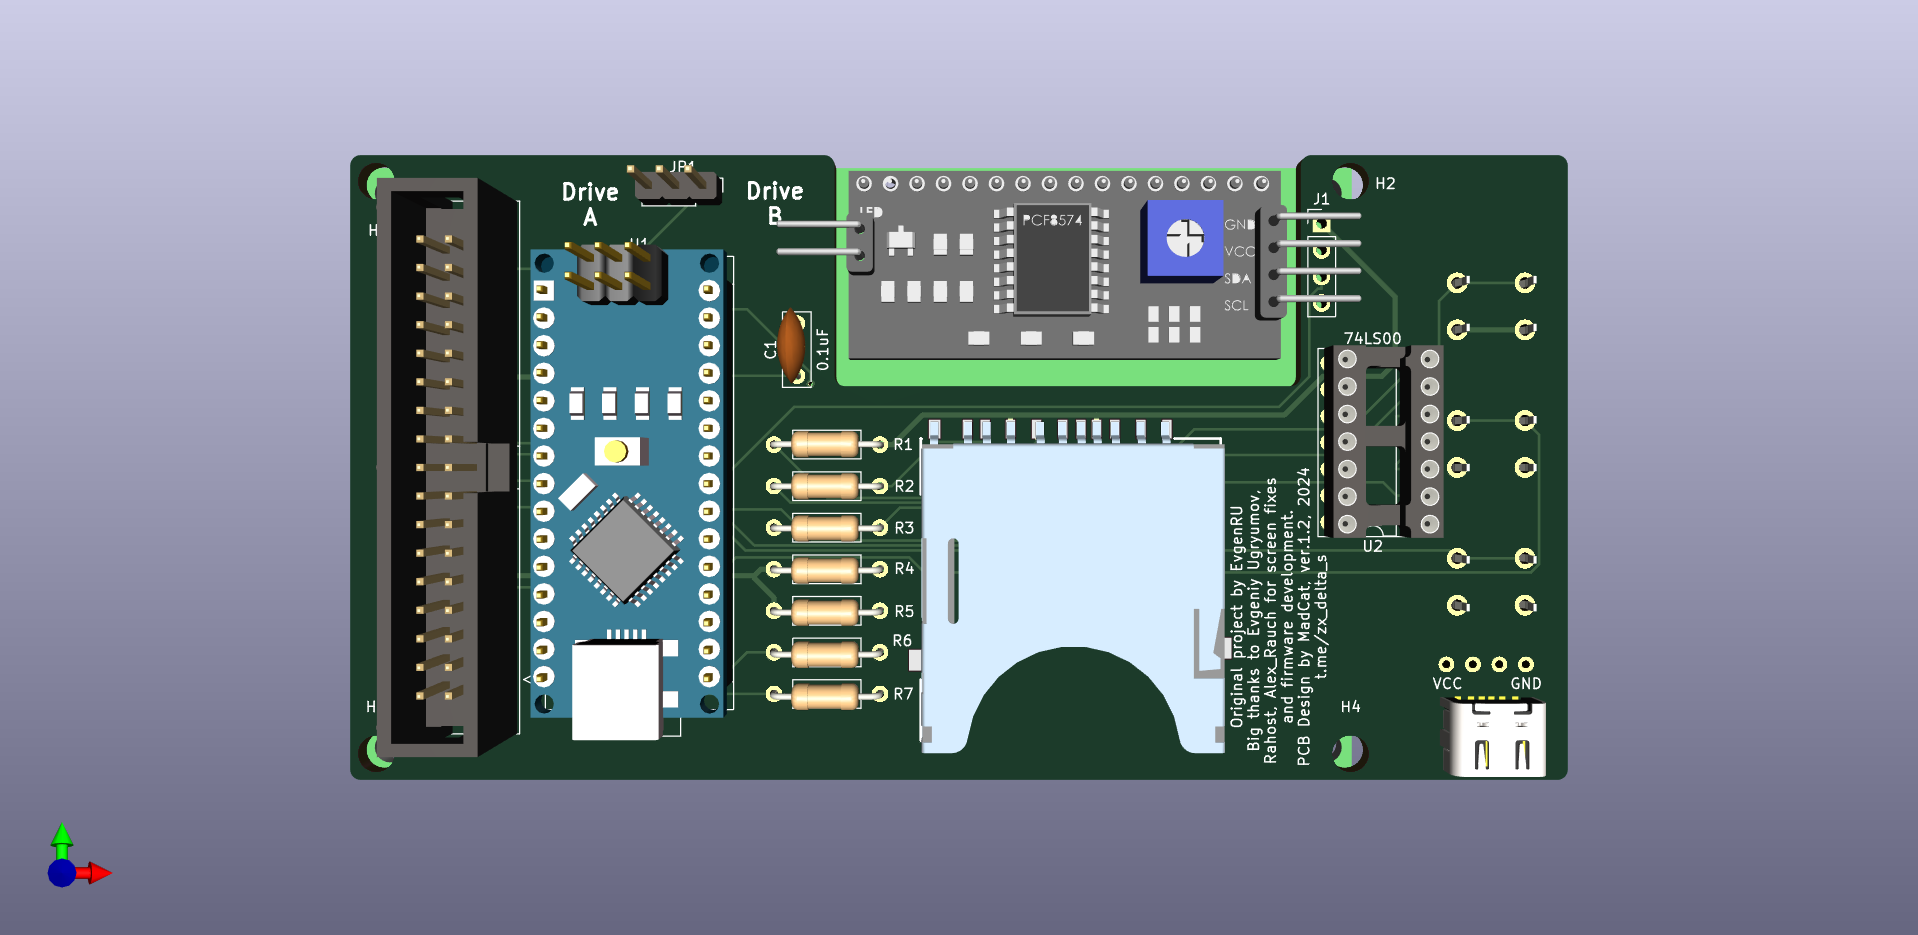 JP1
Drive
A
Drive
B
H2
J1
PCF8574
GND
VCC
SDA
SCL
C1
0.1uF
74LS00
U2
R1
R2
R3
R4
R5
R6
R7
Original project by EvgenRU
Big thanks to Evgeniy Ugryumov,
Rahost, Alex_Rauch for screen fixes
and firmware development.
PCB Design by MadCat, ver.1.2, 2024
t.me/zx_delta_s
VCC GND
H4